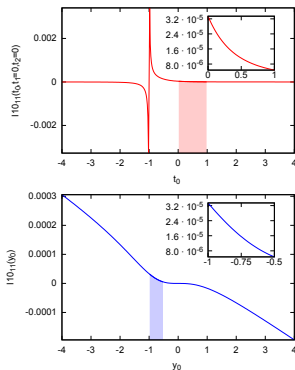 3.2 · 10⁻⁵
2.4 · 10⁻⁵
1.6 · 10⁻⁵
8.0 · 10⁻⁶
0 0.5 1
0.002
0
-0.002
I10₁₁(t₀,t₁=0,t₂=0)
-4 -3 -2 -1 0 1 2 3 4
t₀
3.2 · 10⁻⁵
2.4 · 10⁻⁵
1.6 · 10⁻⁵
8.0 · 10⁻⁶
-1 -0.75 -0.5
0.0003
0.0002
0.0001
0
-0.0001
I10₁₁(y₀)
-4 -3 -2 -1 0 1 2 3 4
y₀